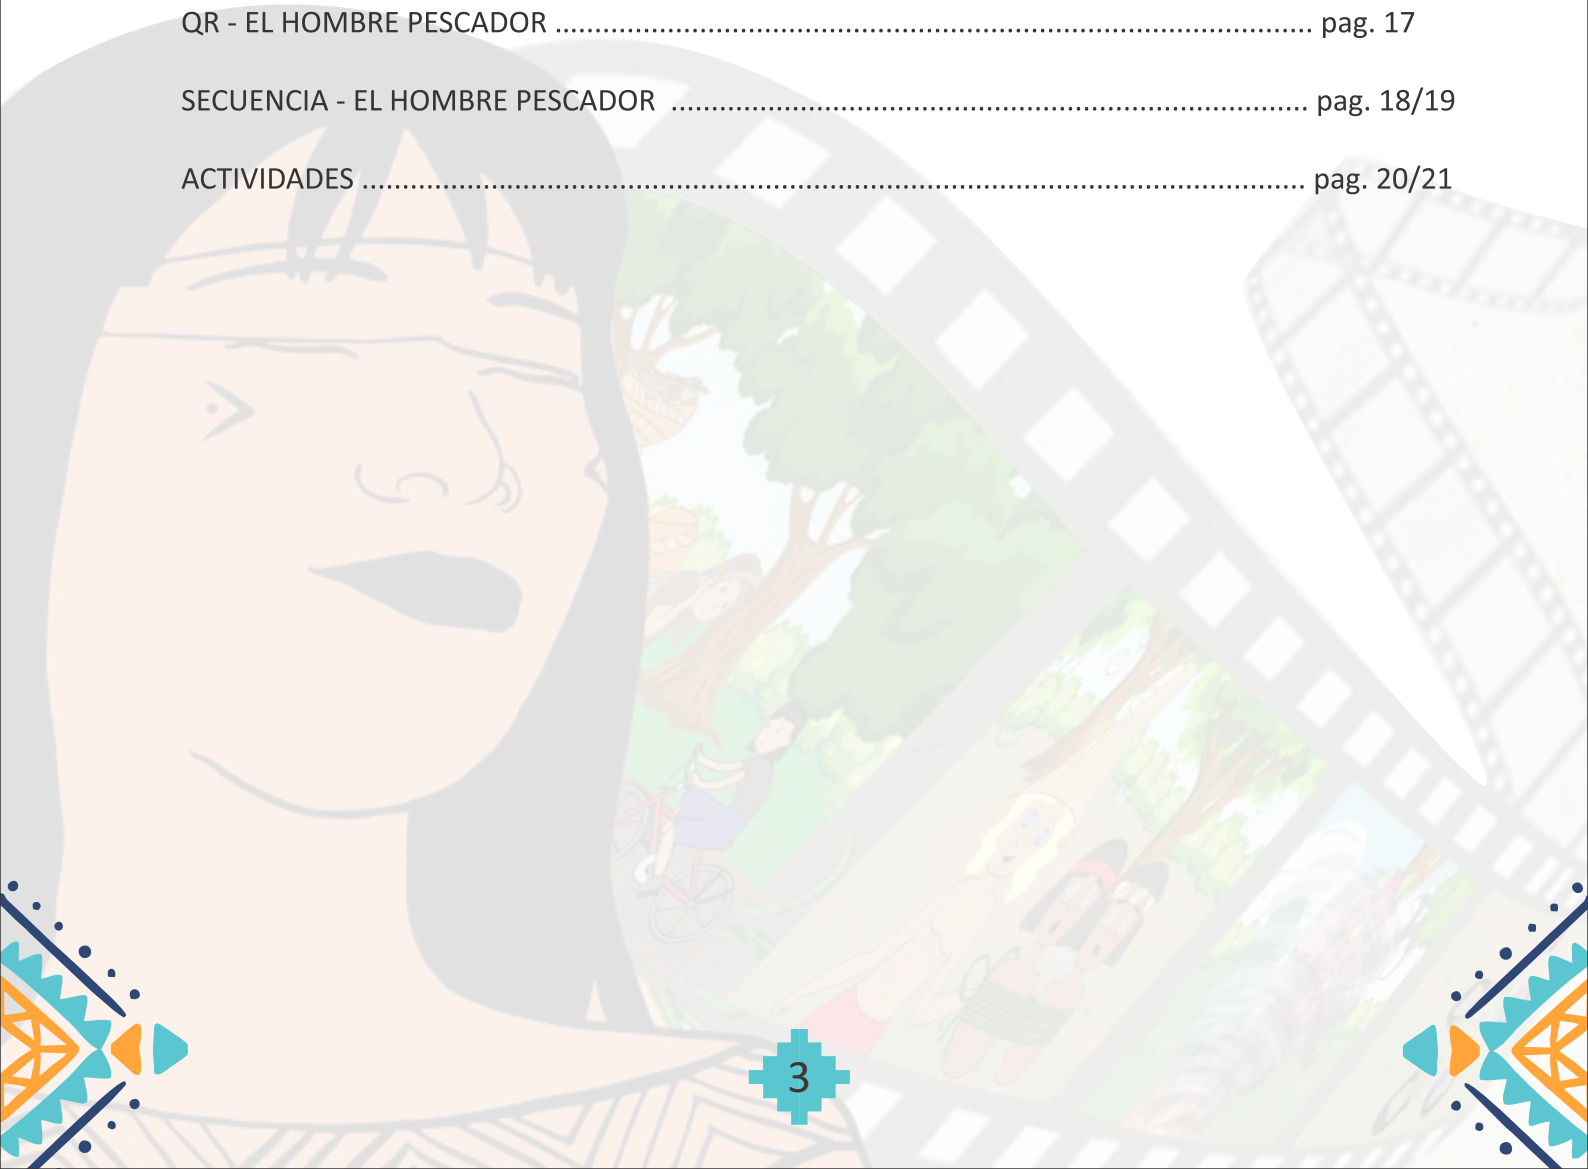 QR - EL HOMBRE PESCADOR ............................................................................................... pag. 17
SECUENCIA - EL HOMBRE PESCADOR ................................................................................ pag. 18/19
ACTIVIDADES ...................................................................................................................... pag. 20/21
3